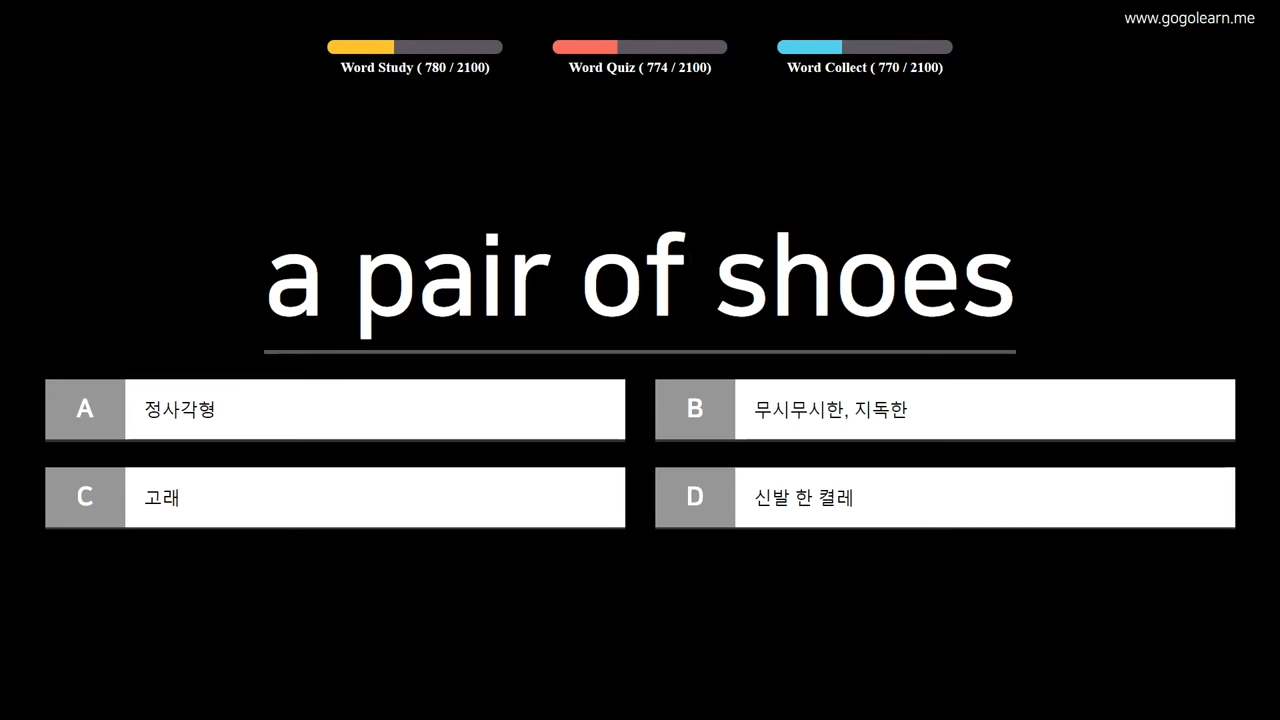 www.gogolearn.me
Word Study ( 780 / 2100)
Word Quiz ( 774 / 2100)
Word Collect ( 770 / 2100)
a pair of shoes
A 정사각형
B 무시무시한, 지독한
C 고래
D 신발 한 켤레